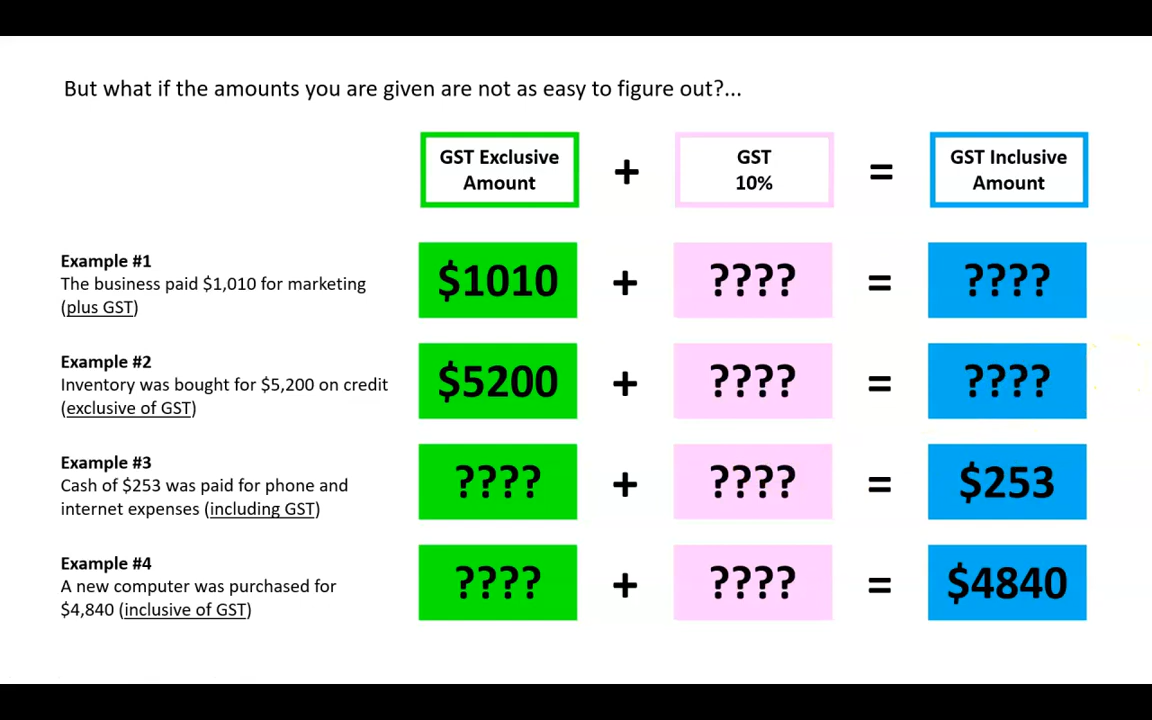 But what if the amounts you are given are not as easy to figure out?...
GST Exclusive
Amount
+
GST
10%
=
GST Inclusive
Amount
Example #1
The business paid $1,010 for marketing
(plus GST)
$1010 + ???? = ????
Example #2
Inventory was bought for $5,200 on credit
(exclusive of GST)
$5200 + ???? = ????
Example #3
Cash of $253 was paid for phone and
internet expenses (including GST)
???? + ???? = $253
Example #4
A new computer was purchased for
$4,840 (inclusive of GST)
???? + ???? = $4840